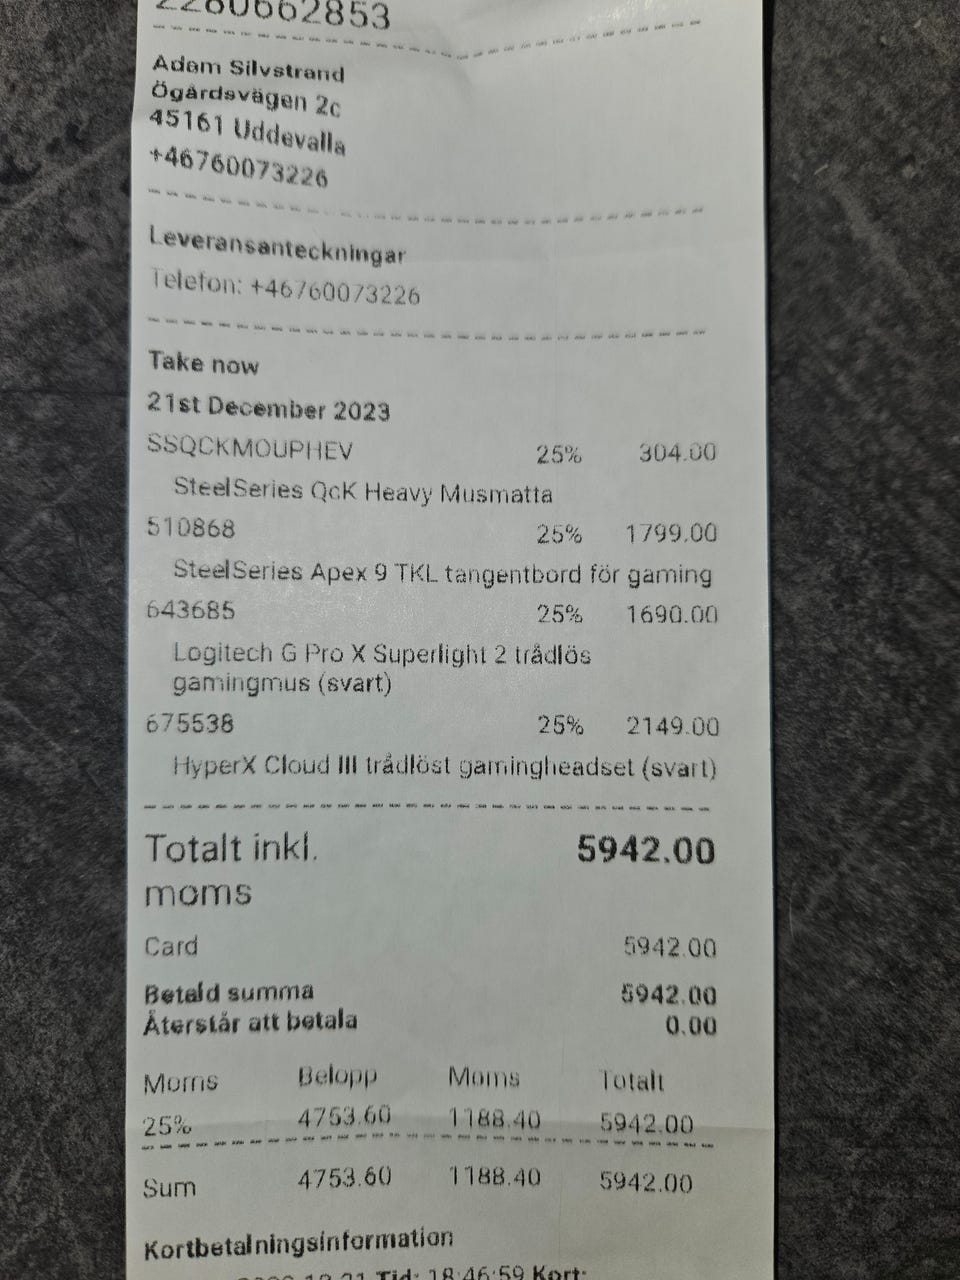 2280662853
Adam Silvstrand
Ögårdsvägen 2c
45161 Uddevalla
+46760073226
Leveransanteckningar
Telefon: +46760073226
Take now
21st December 2023
SSQCKMOUPHEV 25% 304.00
SteelSeries QcK Heavy Musmatta
510868 25% 1799.00
SteelSeries Apex 9 TKL tangentbord för gaming
643685 25% 1690.00
Logitech G Pro X Superlight 2 trådlös
gamingmus (svart)
675538 25% 2149.00
HyperX Cloud III trådlöst gamingheadset (svart)
Totalt inkl. 5942.00
moms
Card 5942.00
Betald summa 5942.00
Återstår att betala 0.00
Moms Belopp Moms Totalt
25% 4753.60 1188.40 5942.00
Sum 4753.60 1188.40 5942.00
Kortbetalningsinformation
2023-12-21 Tid: 18:46:59 Kort: